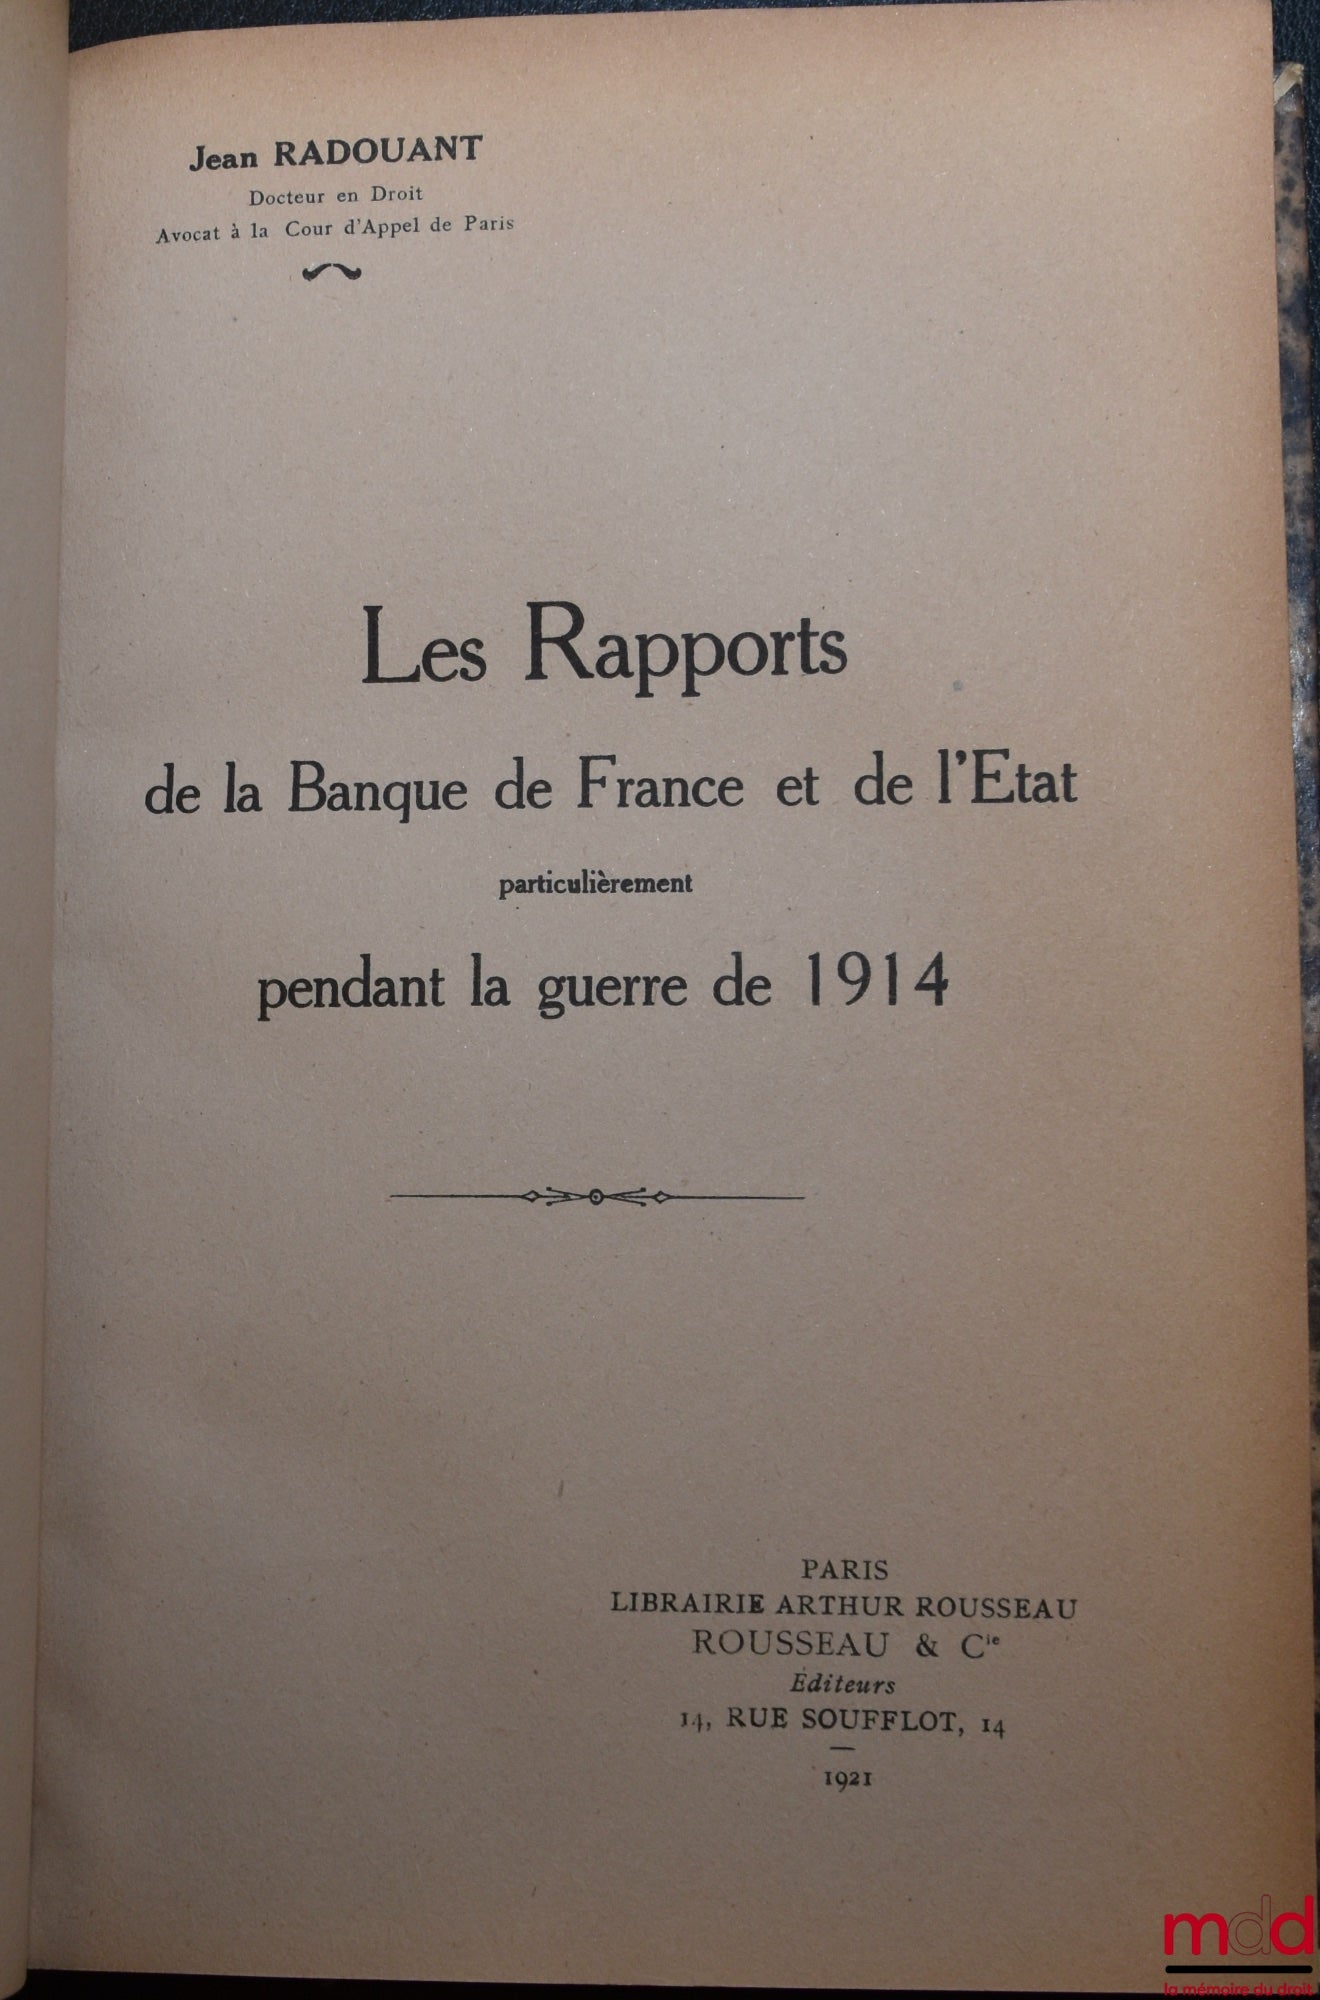 Jean RADOUANT
Docteur en Droit
Avocat à la Cour d'Appel de Paris
Les Rapports
de la Banque de France et de l'Etat
particulièrement
pendant la guerre de 1914
PARIS
LIBRAIRIE ARTHUR ROUSSEAU
ROUSSEAU & Cie
Éditeurs
14, RUE SOUFFLOT, 14
1921
mdd
la mémoire du droit